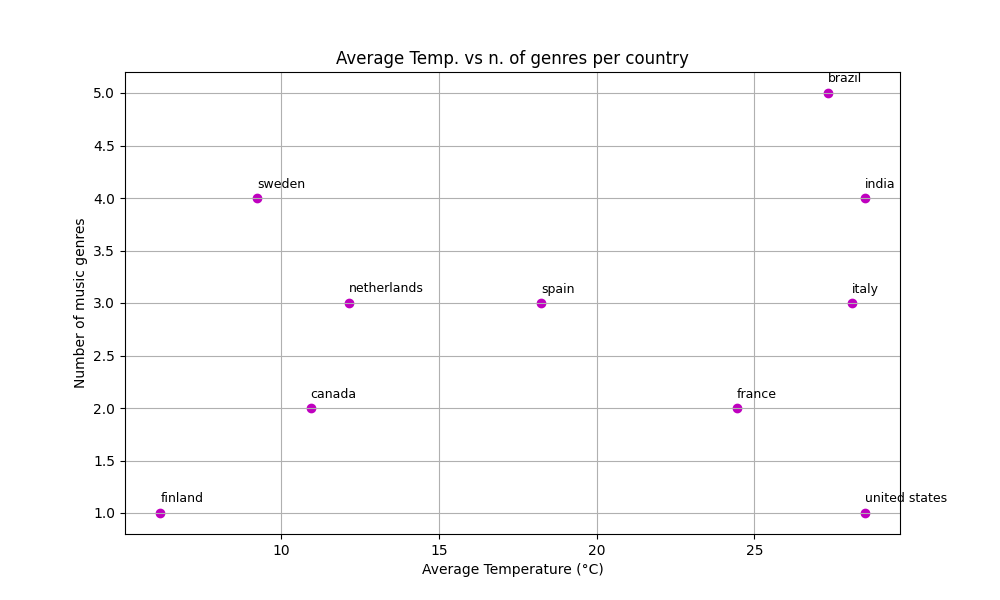 Average Temp. vs n. of genres per country
Number of music genres
5.0
4.5
4.0
3.5
3.0
2.5
2.0
1.5
1.0
brazil
sweden
india
netherlands
spain
italy
canada
france
finland
united states
10
15
20
25
Average Temperature (°C)